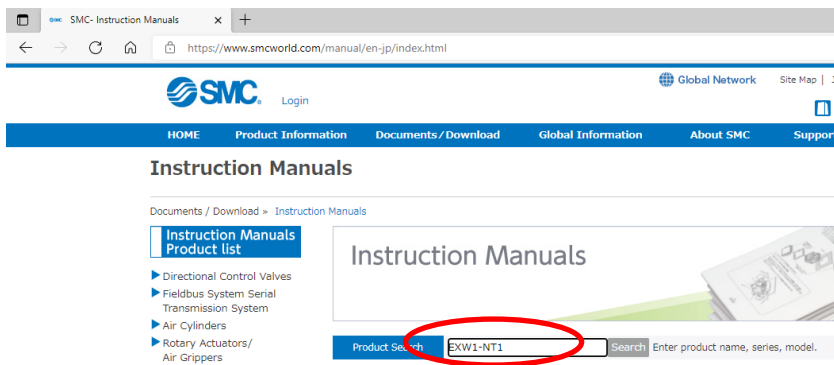 SMC- Instruction Manuals
https://www.smcworld.com/manual/en-jp/index.html
SMC. Login
Global Network Site Map |
HOME Product Information Documents/Download Global Information About SMC Suppor
Instruction Manuals
Documents / Download » Instruction Manuals
Instruction Manuals
Product list
Instruction Manuals
Directional Control Valves
Fieldbus System Serial
Transmission System
Air Cylinders
Rotary Actuators/
Air Grippers
Product Search EXW1-NT1 Search Enter product name, series, model.